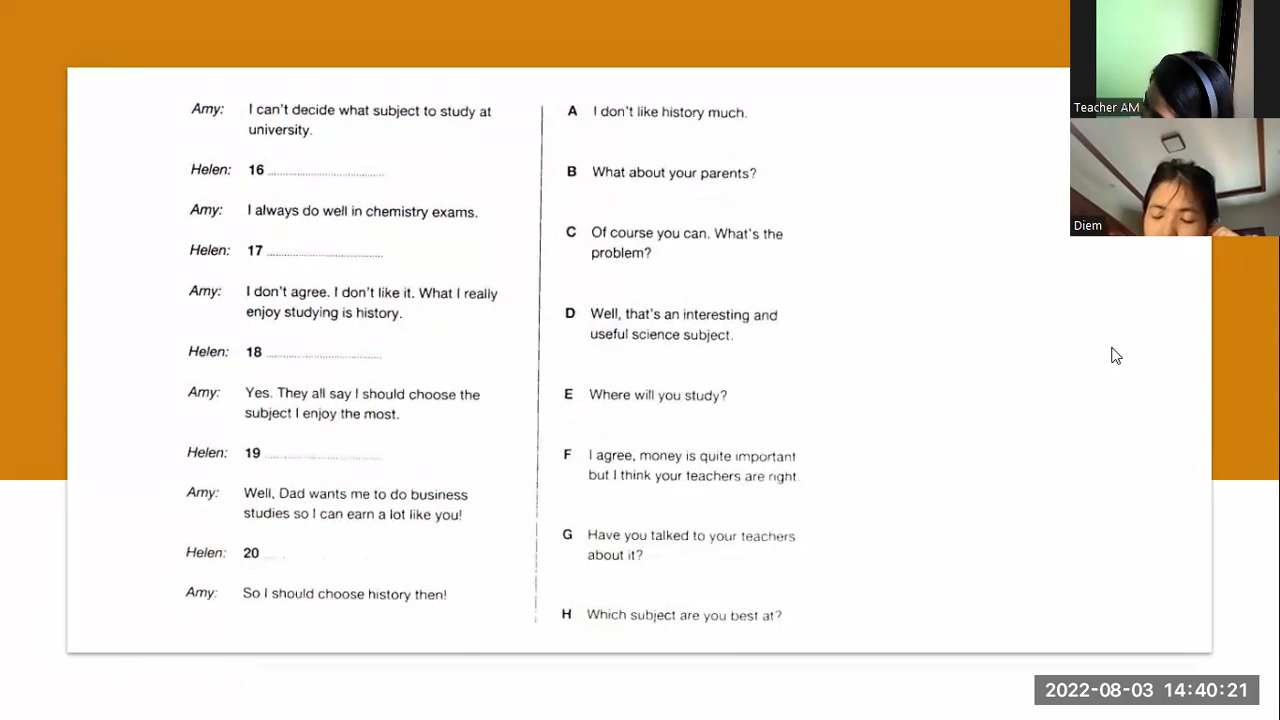 Amy: I can't decide what subject to study at
university.
Helen: 16
Amy: I always do well in chemistry exams.
Helen: 17
Amy: I don't agree. I don't like it. What I really
enjoy studying is history.
Helen: 18
Amy: Yes. They all say I should choose the
subject I enjoy the most.
Helen: 19
Amy: Well, Dad wants me to do business
studies so I can earn a lot like you!
Helen: 20
Amy: So I should choose history then!
A I don't like history much.
B What about your parents?
C Of course you can. What's the
problem?
D Well, that's an interesting and
useful science subject.
E Where will you study?
F I agree, money is quite important
but I think your teachers are right.
G Have you talked to your teachers
about it?
H Which subject are you best at?
Teacher AM
Diem
2022-08-03 14:40:21